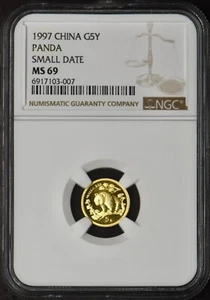 1997 CHINA G5Y
PANDA
SMALL DATE
MS 69
6917103-007
NUMISMATIC GUARANTY COMPANY
NGC